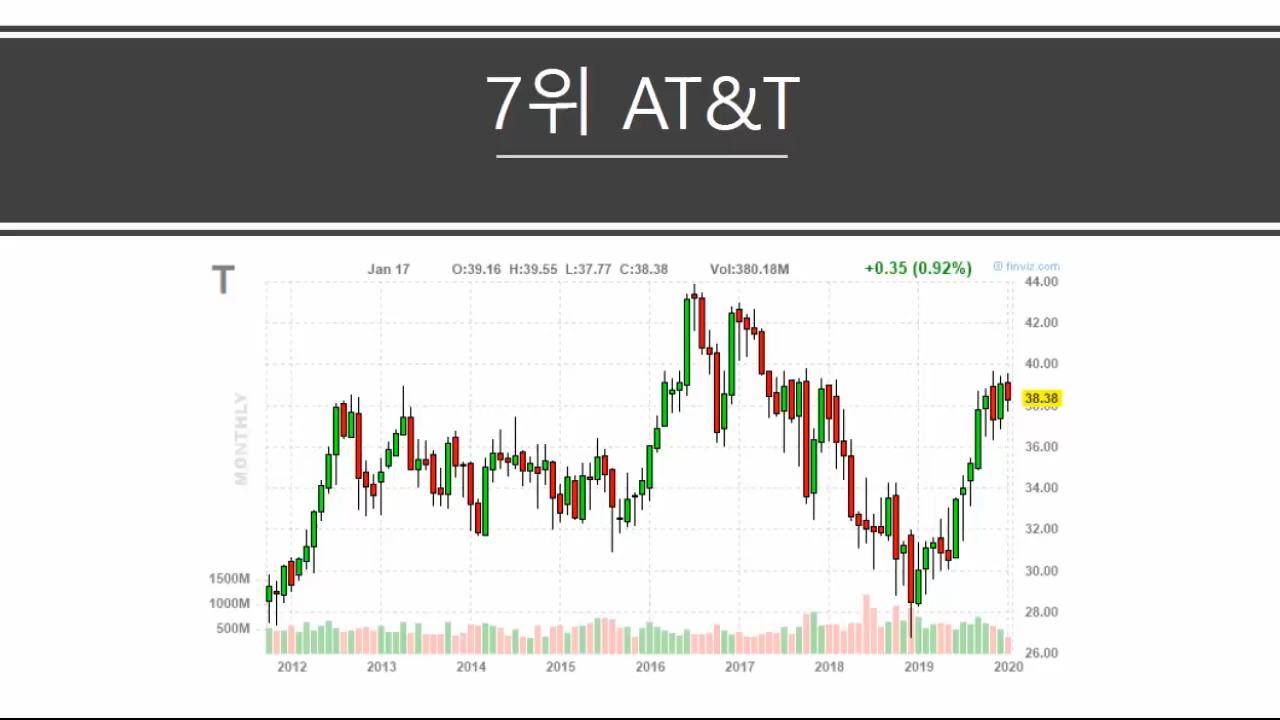 7위 AT&T
T
Jan 17 O:39.16 H:39.55 L:37.77 C:38.38 Vol:380.18M +0.35 (0.92%) © finviz.com
44.00
42.00
40.00
38.38
38.00
36.00
34.00
32.00
30.00
28.00
26.00
MONTHLY
1500M
1000M
500M
2012 2013 2014 2015 2016 2017 2018 2019 2020